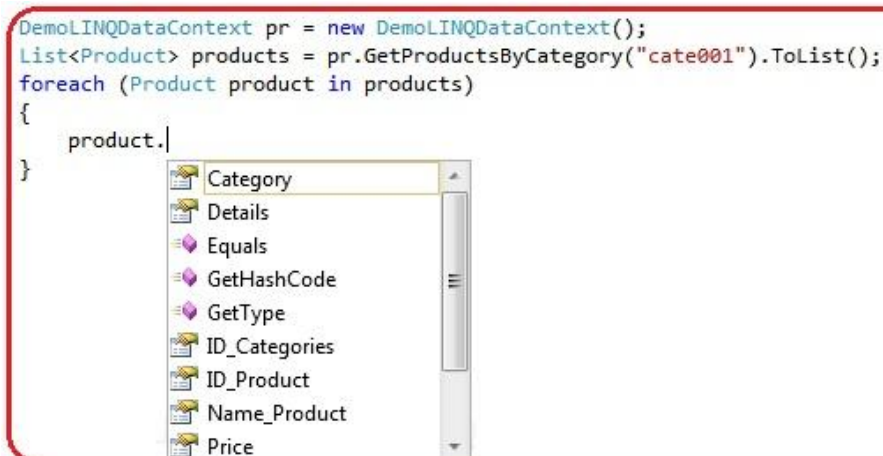 DemoLINQDataContext pr = new DemoLINQDataContext();
List<Product> products = pr.GetProductsByCategory("cate001").ToList();
foreach (Product product in products)
{
    product.
}
Category
Details
Equals
GetHashCode
GetType
ID_Categories
ID_Product
Name_Product
Price